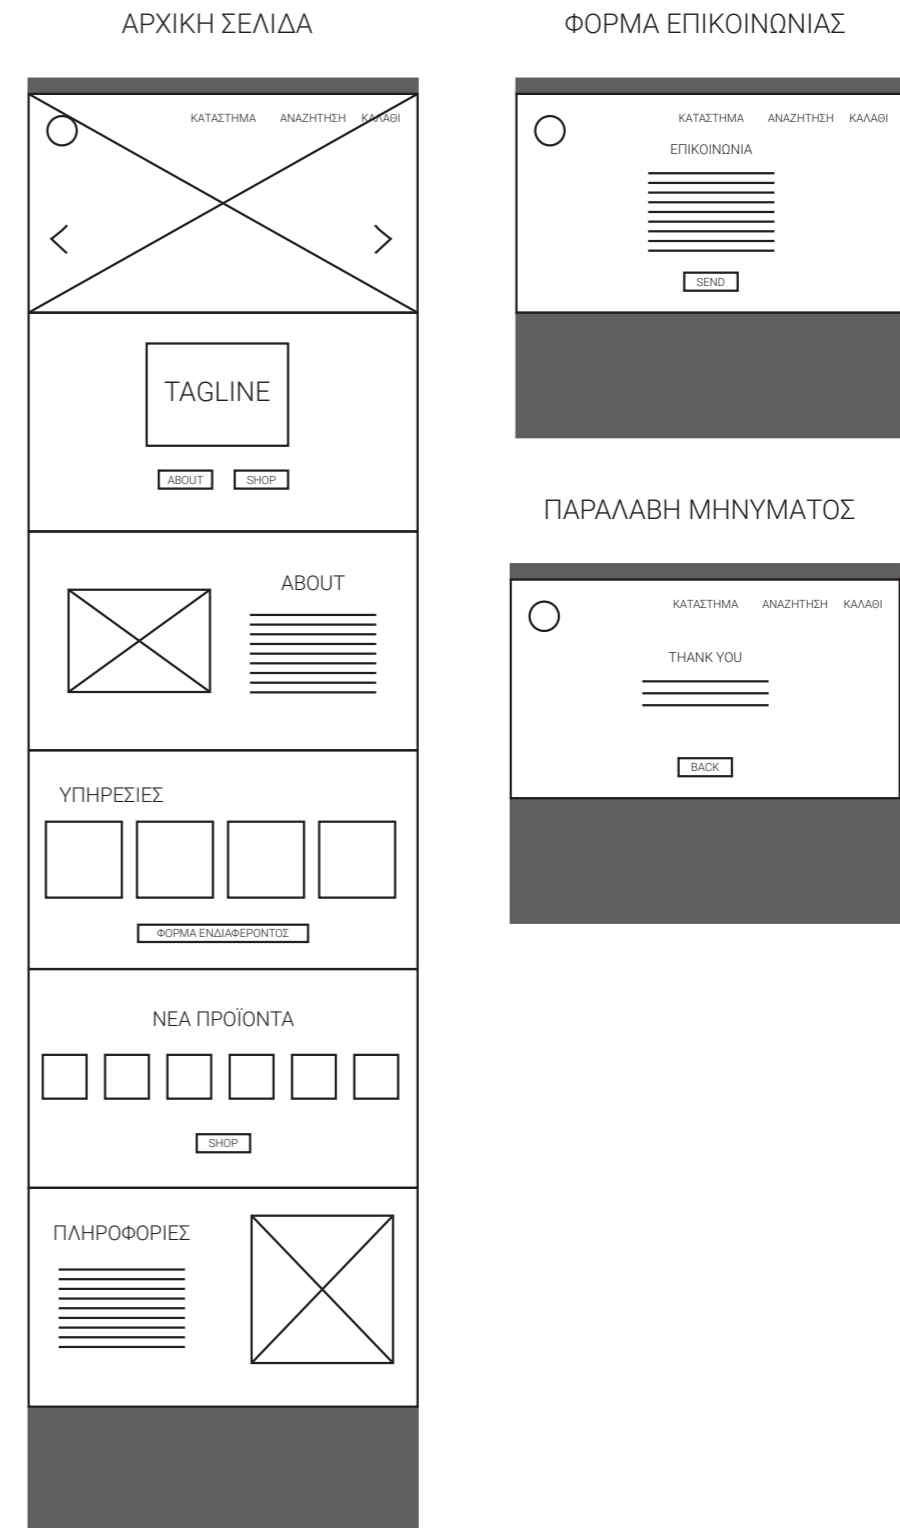 ΑΡΧΙΚΗ ΣΕΛΙΔΑ
ΚΑΤΑΣΤΗΜΑ ΑΝΑΖΗΤΗΣΗ ΚΑΛΑΘΙ
TAGLINE
ABOUT SHOP
ABOUT
ΥΠΗΡΕΣΙΕΣ
ΦΟΡΜΑ ΕΝΔΙΑΦΕΡΟΝΤΟΣ
ΝΕΑ ΠΡΟΪΟΝΤΑ
SHOP
ΠΛΗΡΟΦΟΡΙΕΣ
ΦΟΡΜΑ ΕΠΙΚΟΙΝΩΝΙΑΣ
ΚΑΤΑΣΤΗΜΑ ΑΝΑΖΗΤΗΣΗ ΚΑΛΑΘΙ
ΕΠΙΚΟΙΝΩΝΙΑ
SEND
ΠΑΡΑΛΑΒΗ ΜΗΝΥΜΑΤΟΣ
ΚΑΤΑΣΤΗΜΑ ΑΝΑΖΗΤΗΣΗ ΚΑΛΑΘΙ
THANK YOU
BACK